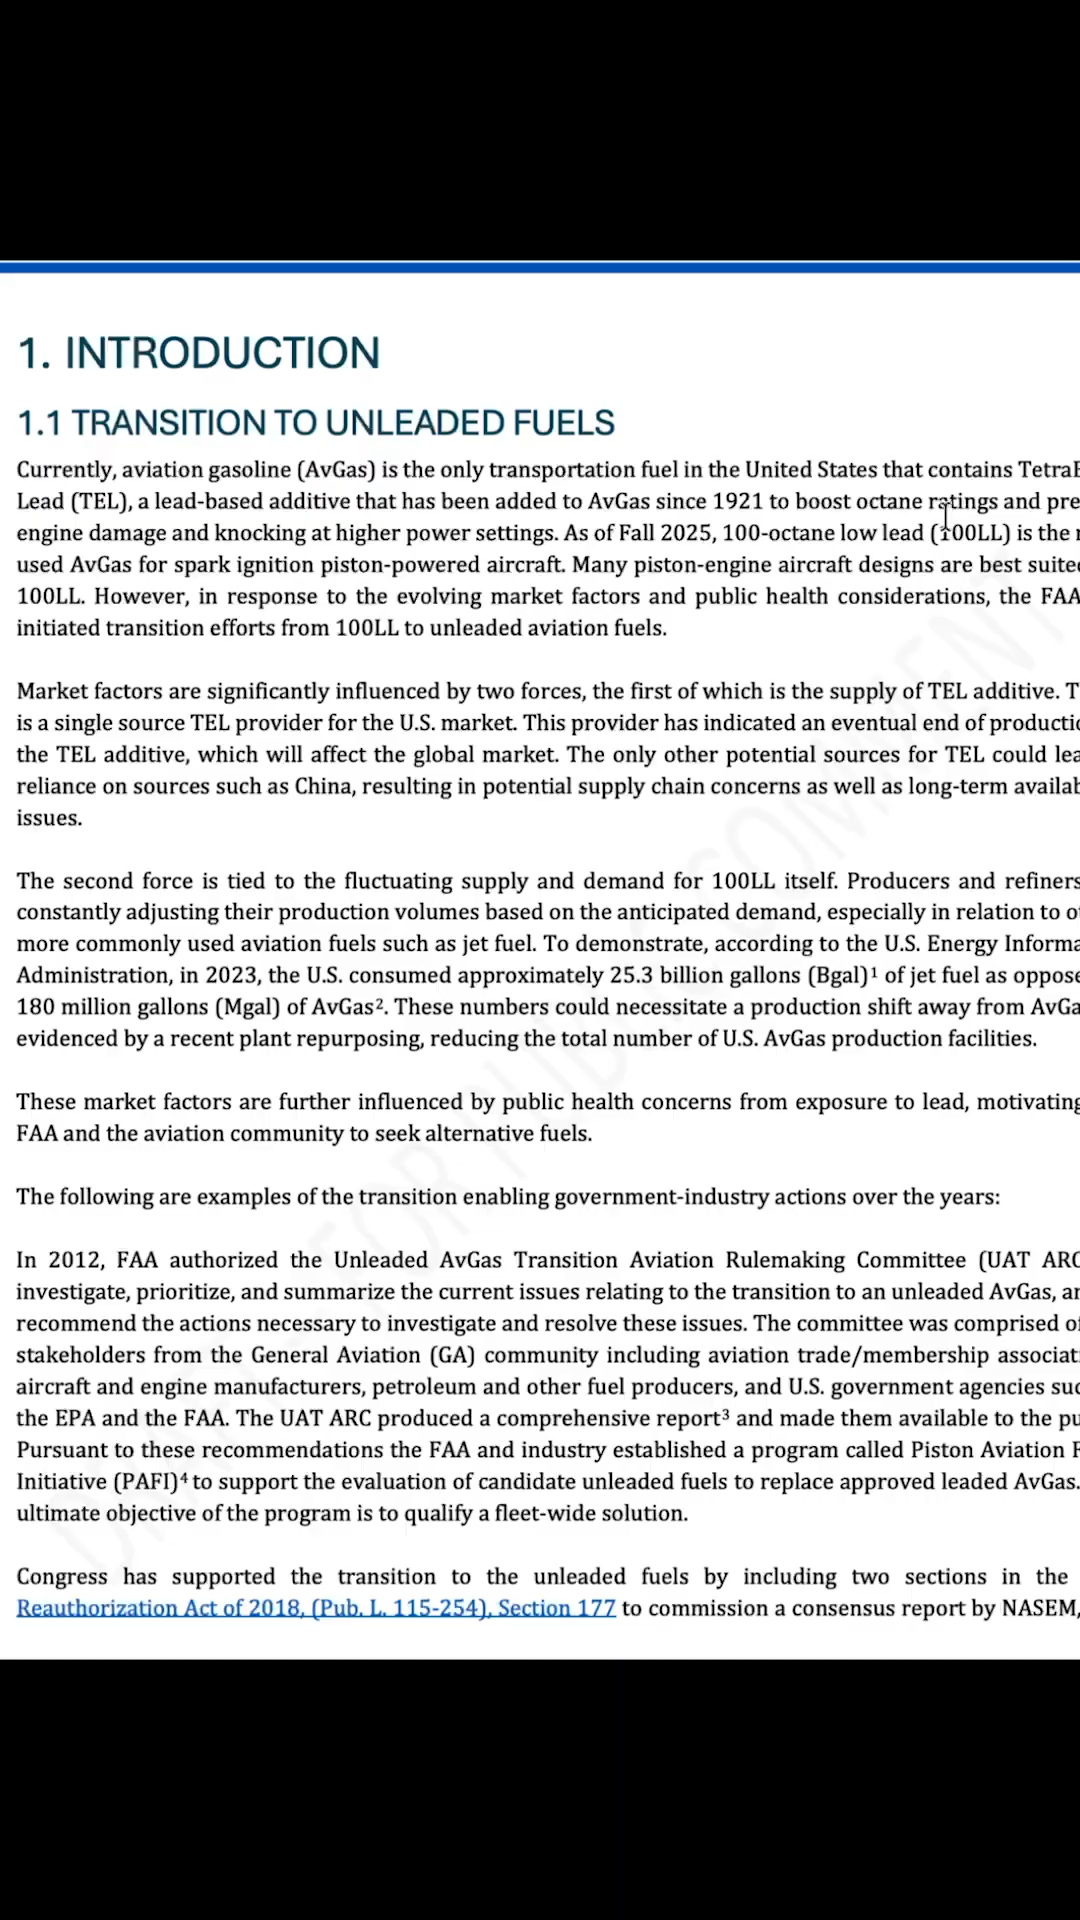 1. INTRODUCTION
1.1 TRANSITION TO UNLEADED FUELS
Currently, aviation gasoline (AvGas) is the only transportation fuel in the United States that contains TetraE
Lead (TEL), a lead-based additive that has been added to AvGas since 1921 to boost octane ratings and pre
engine damage and knocking at higher power settings. As of Fall 2025, 100-octane low lead (100LL) is the
used AvGas for spark ignition piston-powered aircraft. Many piston-engine aircraft designs are best suite
100LL. However, in response to the evolving market factors and public health considerations, the FAA
initiated transition efforts from 100LL to unleaded aviation fuels.
Market factors are significantly influenced by two forces, the first of which is the supply of TEL additive. T
is a single source TEL provider for the U.S. market. This provider has indicated an eventual end of productio
the TEL additive, which will affect the global market. The only other potential sources for TEL could lea
reliance on sources such as China, resulting in potential supply chain concerns as well as long-term availab
issues.
The second force is tied to the fluctuating supply and demand for 100LL itself. Producers and refiners
constantly adjusting their production volumes based on the anticipated demand, especially in relation to o
more commonly used aviation fuels such as jet fuel. To demonstrate, according to the U.S. Energy Informa
Administration, in 2023, the U.S. consumed approximately 25.3 billion gallons (Bgal)¹ of jet fuel as oppose
180 million gallons (Mgal) of AvGas². These numbers could necessitate a production shift away from AvGa
evidenced by a recent plant repurposing, reducing the total number of U.S. AvGas production facilities.
These market factors are further influenced by public health concerns from exposure to lead, motivating
FAA and the aviation community to seek alternative fuels.
The following are examples of the transition enabling government-industry actions over the years:
In 2012, FAA authorized the Unleaded AvGas Transition Aviation Rulemaking Committee (UAT ARC
investigate, prioritize, and summarize the current issues relating to the transition to an unleaded AvGas, an
recommend the actions necessary to investigate and resolve these issues. The committee was comprised of
stakeholders from the General Aviation (GA) community including aviation trade/membership associati
aircraft and engine manufacturers, petroleum and other fuel producers, and U.S. government agencies suc
the EPA and the FAA. The UAT ARC produced a comprehensive report³ and made them available to the pu
Pursuant to these recommendations the FAA and industry established a program called Piston Aviation F
Initiative (PAFI)⁴ to support the evaluation of candidate unleaded fuels to replace approved leaded AvGas.
ultimate objective of the program is to qualify a fleet-wide solution.
Congress has supported the transition to the unleaded fuels by including two sections in the
Reauthorization Act of 2018, (Pub. L. 115-254), Section 177 to commission a consensus report by NASEM,
DRAFT - FOR PUBLIC COMMENT